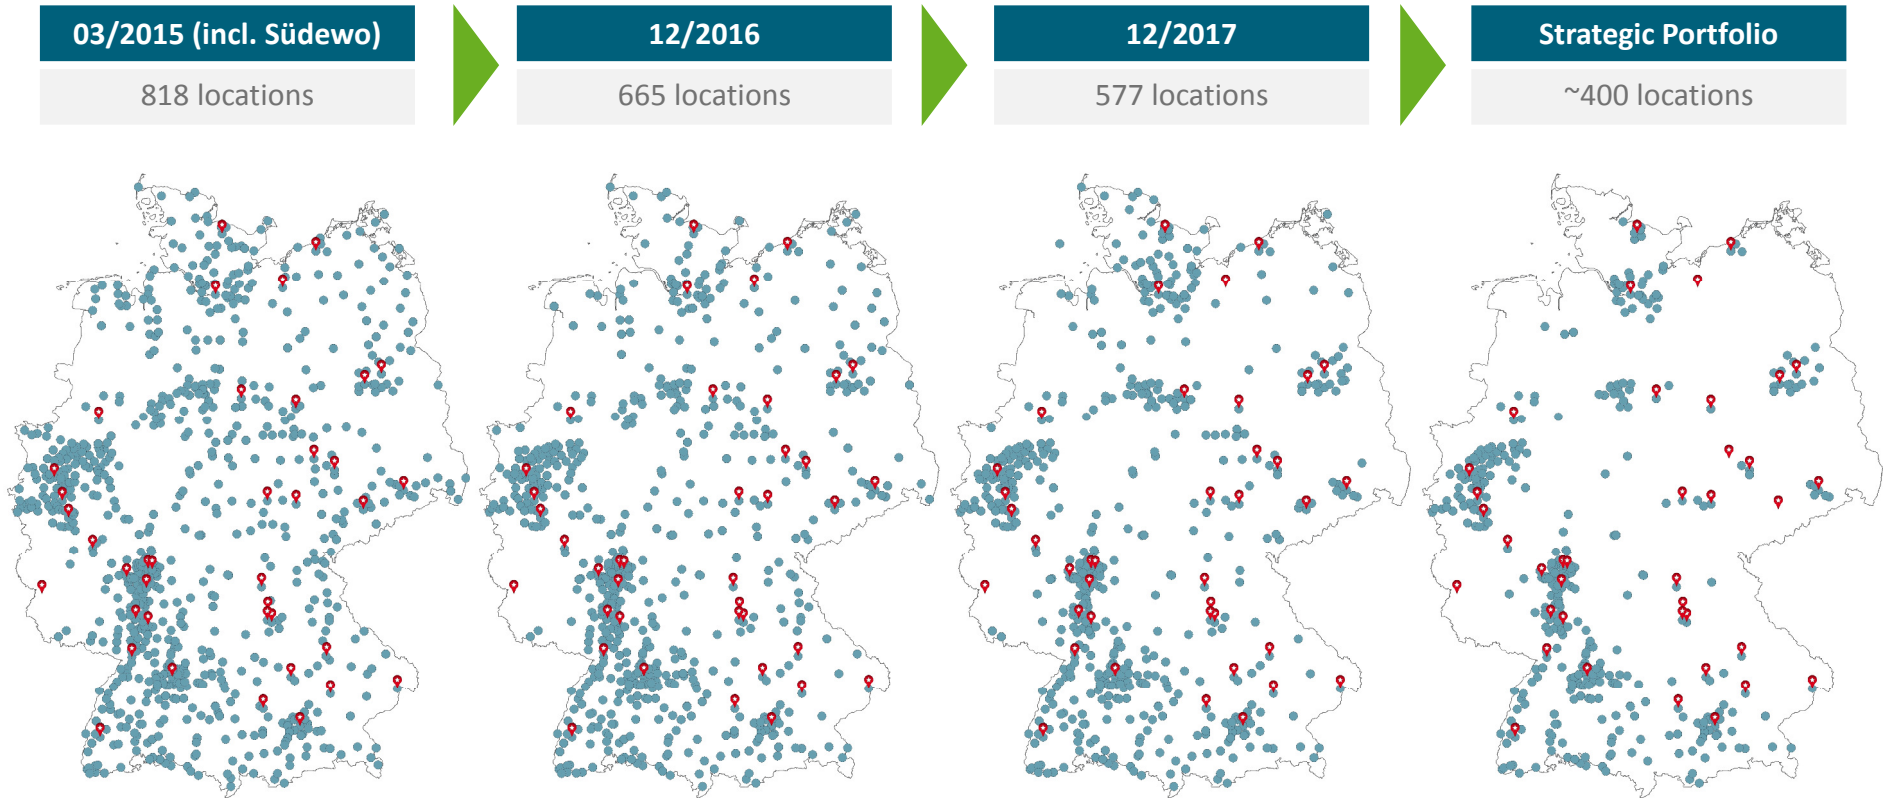 03/2015 (incl. Südewo)
818 locations
12/2016
665 locations
12/2017
577 locations
Strategic Portfolio
~400 locations